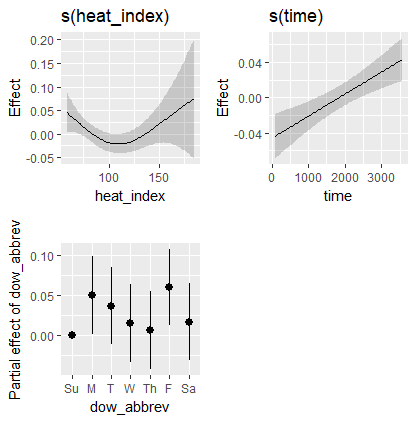 s(heat_index)
Effect
0.20
0.15
0.10
0.05
0.00
-0.05
100
150
heat_index
s(time)
Effect
0.04
0.00
-0.04
0
1000
2000
3000
time
Partial effect of dow_abbrev
0.10
0.05
0.00
Su
M
T
W
Th
F
Sa
dow_abbrev